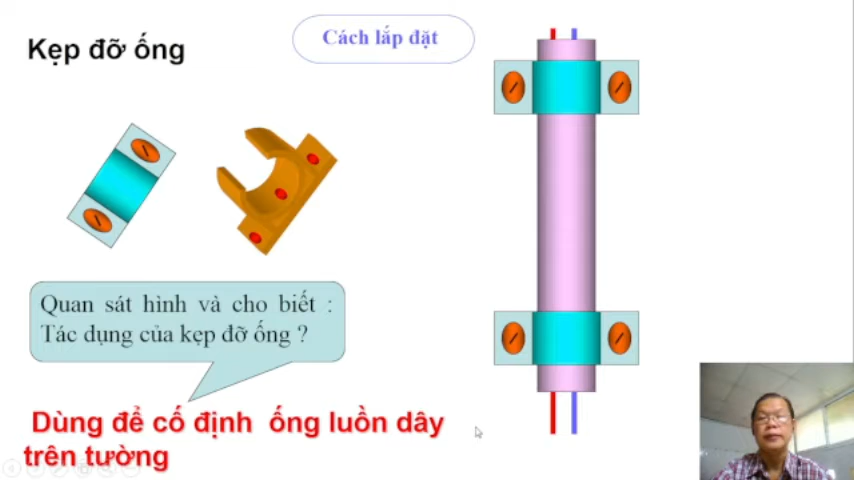 Cách lắp đặt
Kẹp đỡ ống
Quan sát hình và cho biết :
Tác dụng của kẹp đỡ ống ?
Dùng để cố định ống luồn dây
trên tường